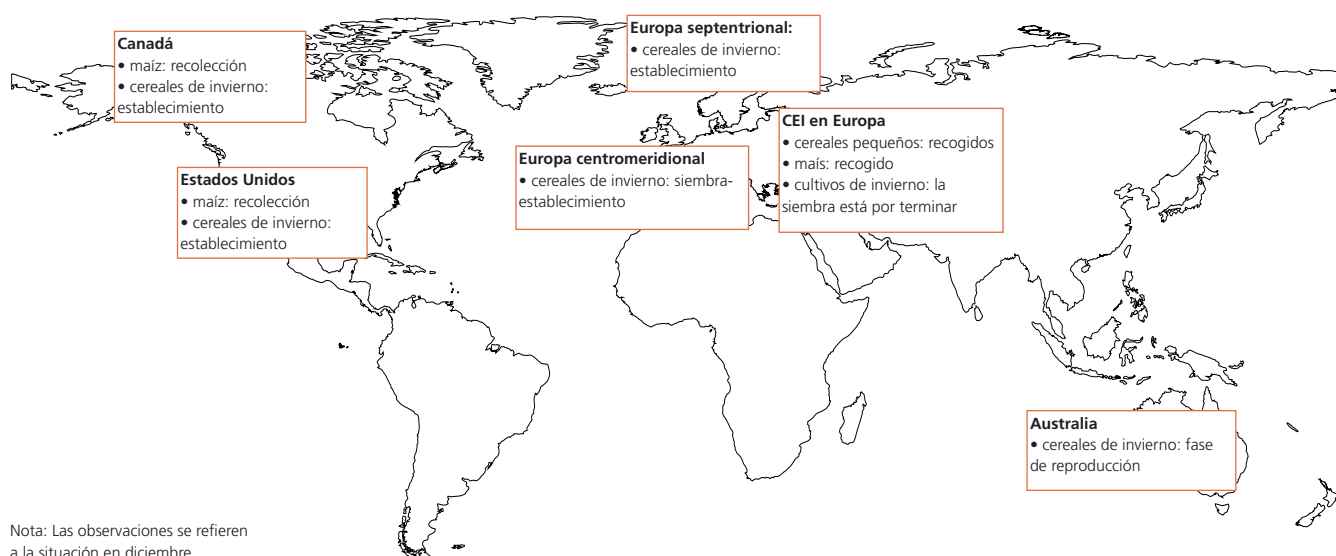 Canadá
• maíz: recolección
• cereales de invierno:
establecimiento
Europa septentrional:
• cereales de invierno:
establecimiento
CEI en Europa
• cereales pequeños: recogidos
• maís: recogido
• cultivos de invierno: la
siembra está por terminar
Europa centromeridional
• cereales de invierno: siembra-
establecimiento
Estados Unidos
• maíz: recolección
• cereales de invierno:
establecimiento
Australia
• cereales de invierno: fase
de reproducción
Nota: Las observaciones se refieren
a la situación en diciembre